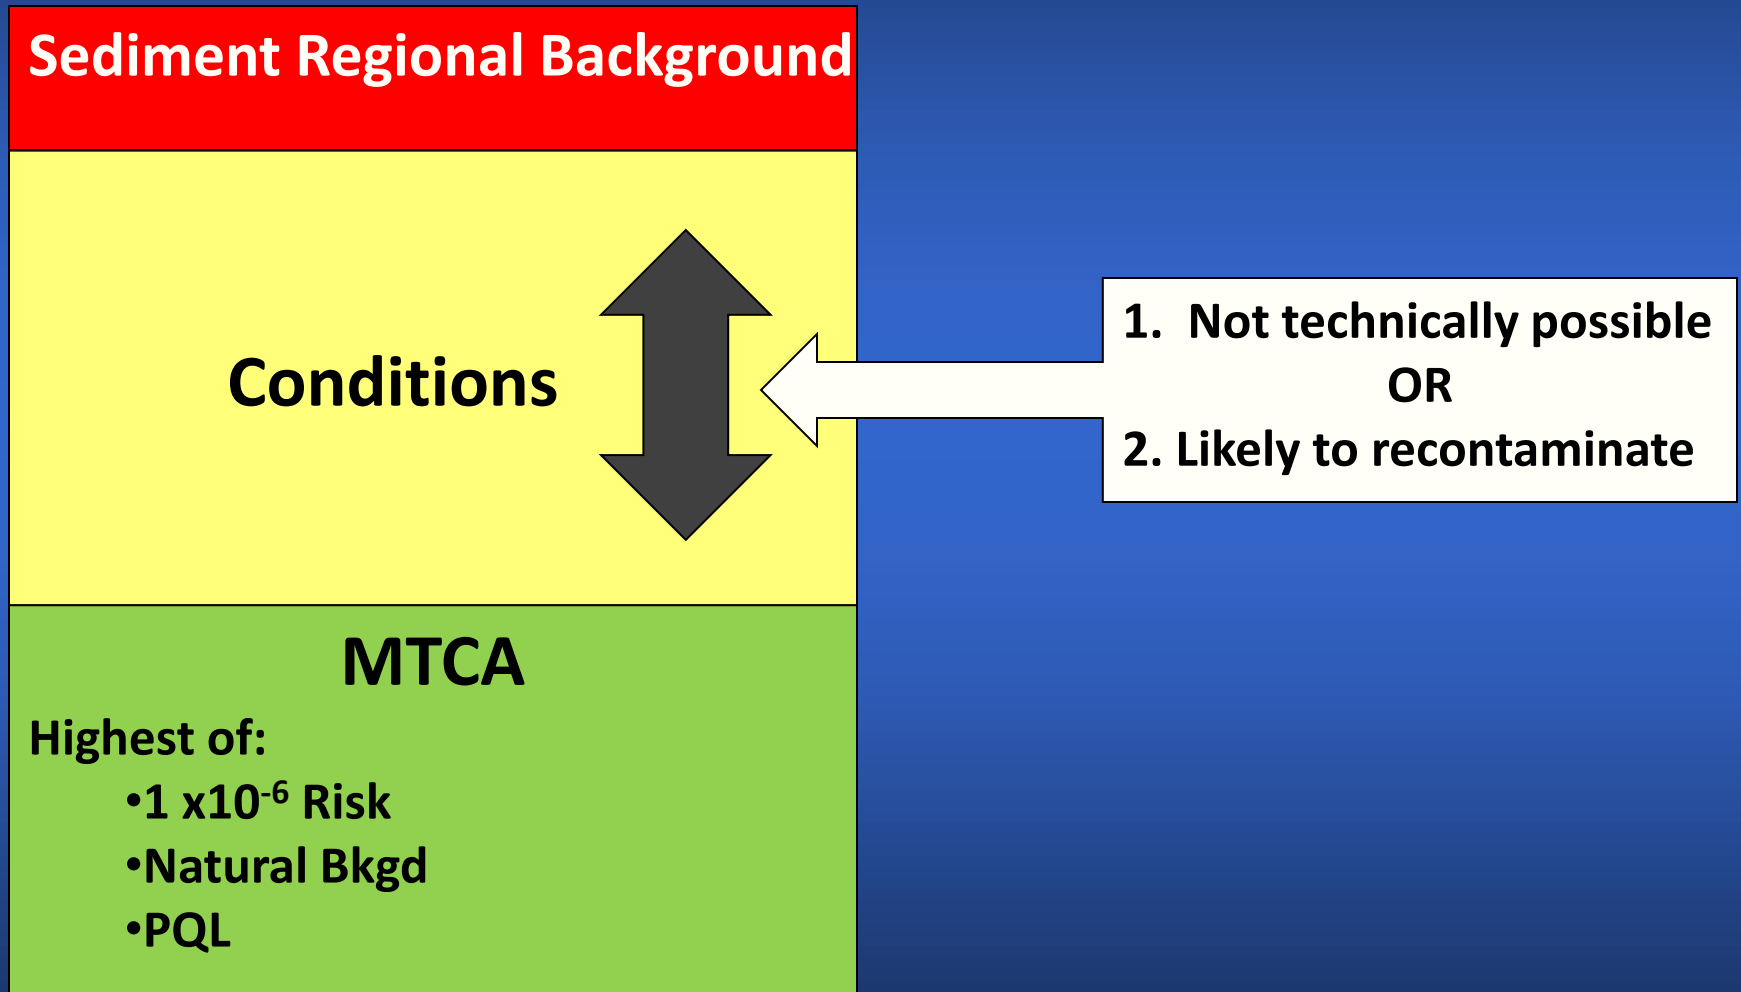 Sediment Regional Background
Conditions
1. Not technically possible
OR
2. Likely to recontaminate
MTCA
Highest of:
•1 x10⁻⁶ Risk
•Natural Bkgd
•PQL